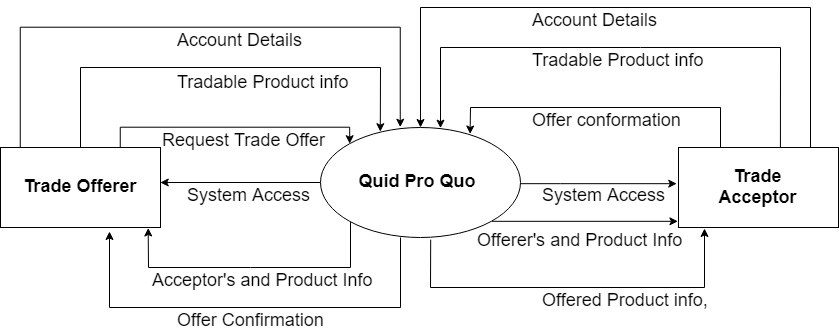 Account Details
Account Details
Tradable Product info
Tradable Product info
Request Trade Offer
Offer conformation
Trade Offerer
Quid Pro Quo
Trade
Acceptor
System Access
System Access
Offerer's and Product Info
Acceptor's and Product Info
Offered Product info,
Offer Confirmation